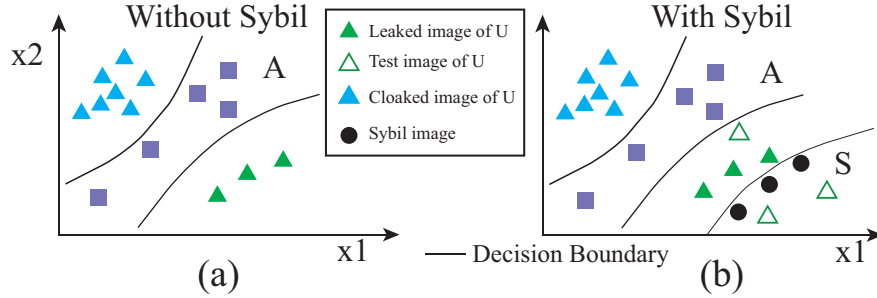 Without Sybil
With Sybil
x2
A
Leaked image of U
Test image of U
Cloaked image of U
Sybil image
A
S
x1
Decision Boundary
x1
(a)
(b)